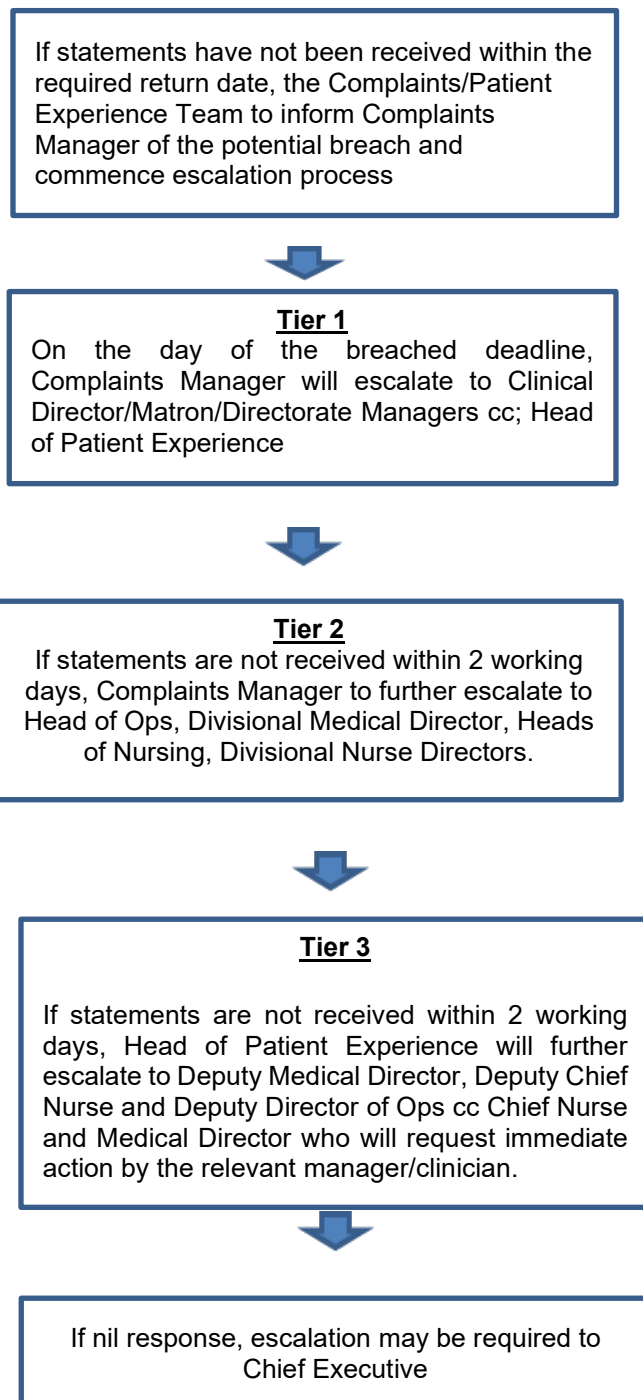 If statements have not been received within the
required return date, the Complaints/Patient
Experience Team to inform Complaints
Manager of the potential breach and
commence escalation process
Tier 1
On the day of the breached deadline,
Complaints Manager will escalate to Clinical
Director/Matron/Directorate Managers cc; Head
of Patient Experience
Tier 2
If statements are not received within 2 working
days, Complaints Manager to further escalate to
Head of Ops, Divisional Medical Director, Heads
of Nursing, Divisional Nurse Directors.
Tier 3
If statements are not received within 2 working
days, Head of Patient Experience will further
escalate to Deputy Medical Director, Deputy Chief
Nurse and Deputy Director of Ops cc Chief Nurse
and Medical Director who will request immediate
action by the relevant manager/clinician.
If nil response, escalation may be required to
Chief Executive